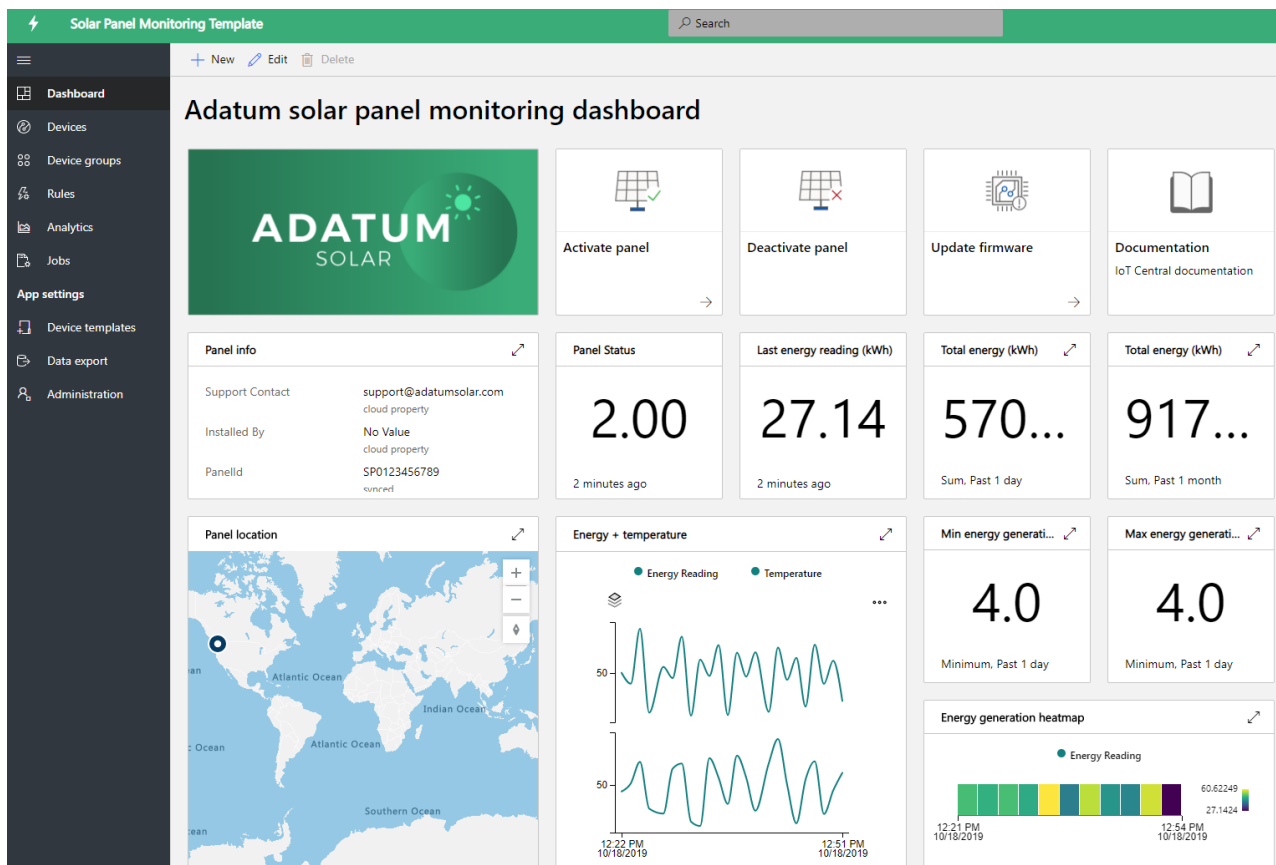 Solar Panel Monitoring Template
Search
New Edit Delete
Dashboard
Devices
Device groups
Rules
Analytics
Jobs
App settings
Device templates
Data export
Administration
Adatum solar panel monitoring dashboard
ADATUM
SOLAR
Activate panel
Deactivate panel
Update firmware
Documentation
IoT Central documentation
Panel info
Support Contact support@adatumsolar.com
cloud property
Installed By No Value
cloud property
PanelId SP0123456789
synced
Panel Status
2.00
2 minutes ago
Last energy reading (kWh)
27.14
2 minutes ago
Total energy (kWh)
570...
Sum, Past 1 day
Total energy (kWh)
917...
Sum, Past 1 month
Panel location
Atlantic Ocean
Indian Ocean
Atlantic Ocean
c Ocean
Southern Ocean
ean
Energy + temperature
Energy Reading Temperature
50
50
12:22 PM 12:51 PM
10/18/2019 10/18/2019
Min energy generati...
4.0
Minimum, Past 1 day
Max energy generati...
4.0
Minimum, Past 1 day
Energy generation heatmap
Energy Reading
60.62249
27.1424
12:21 PM 12:54 PM
10/18/2019 10/18/2019